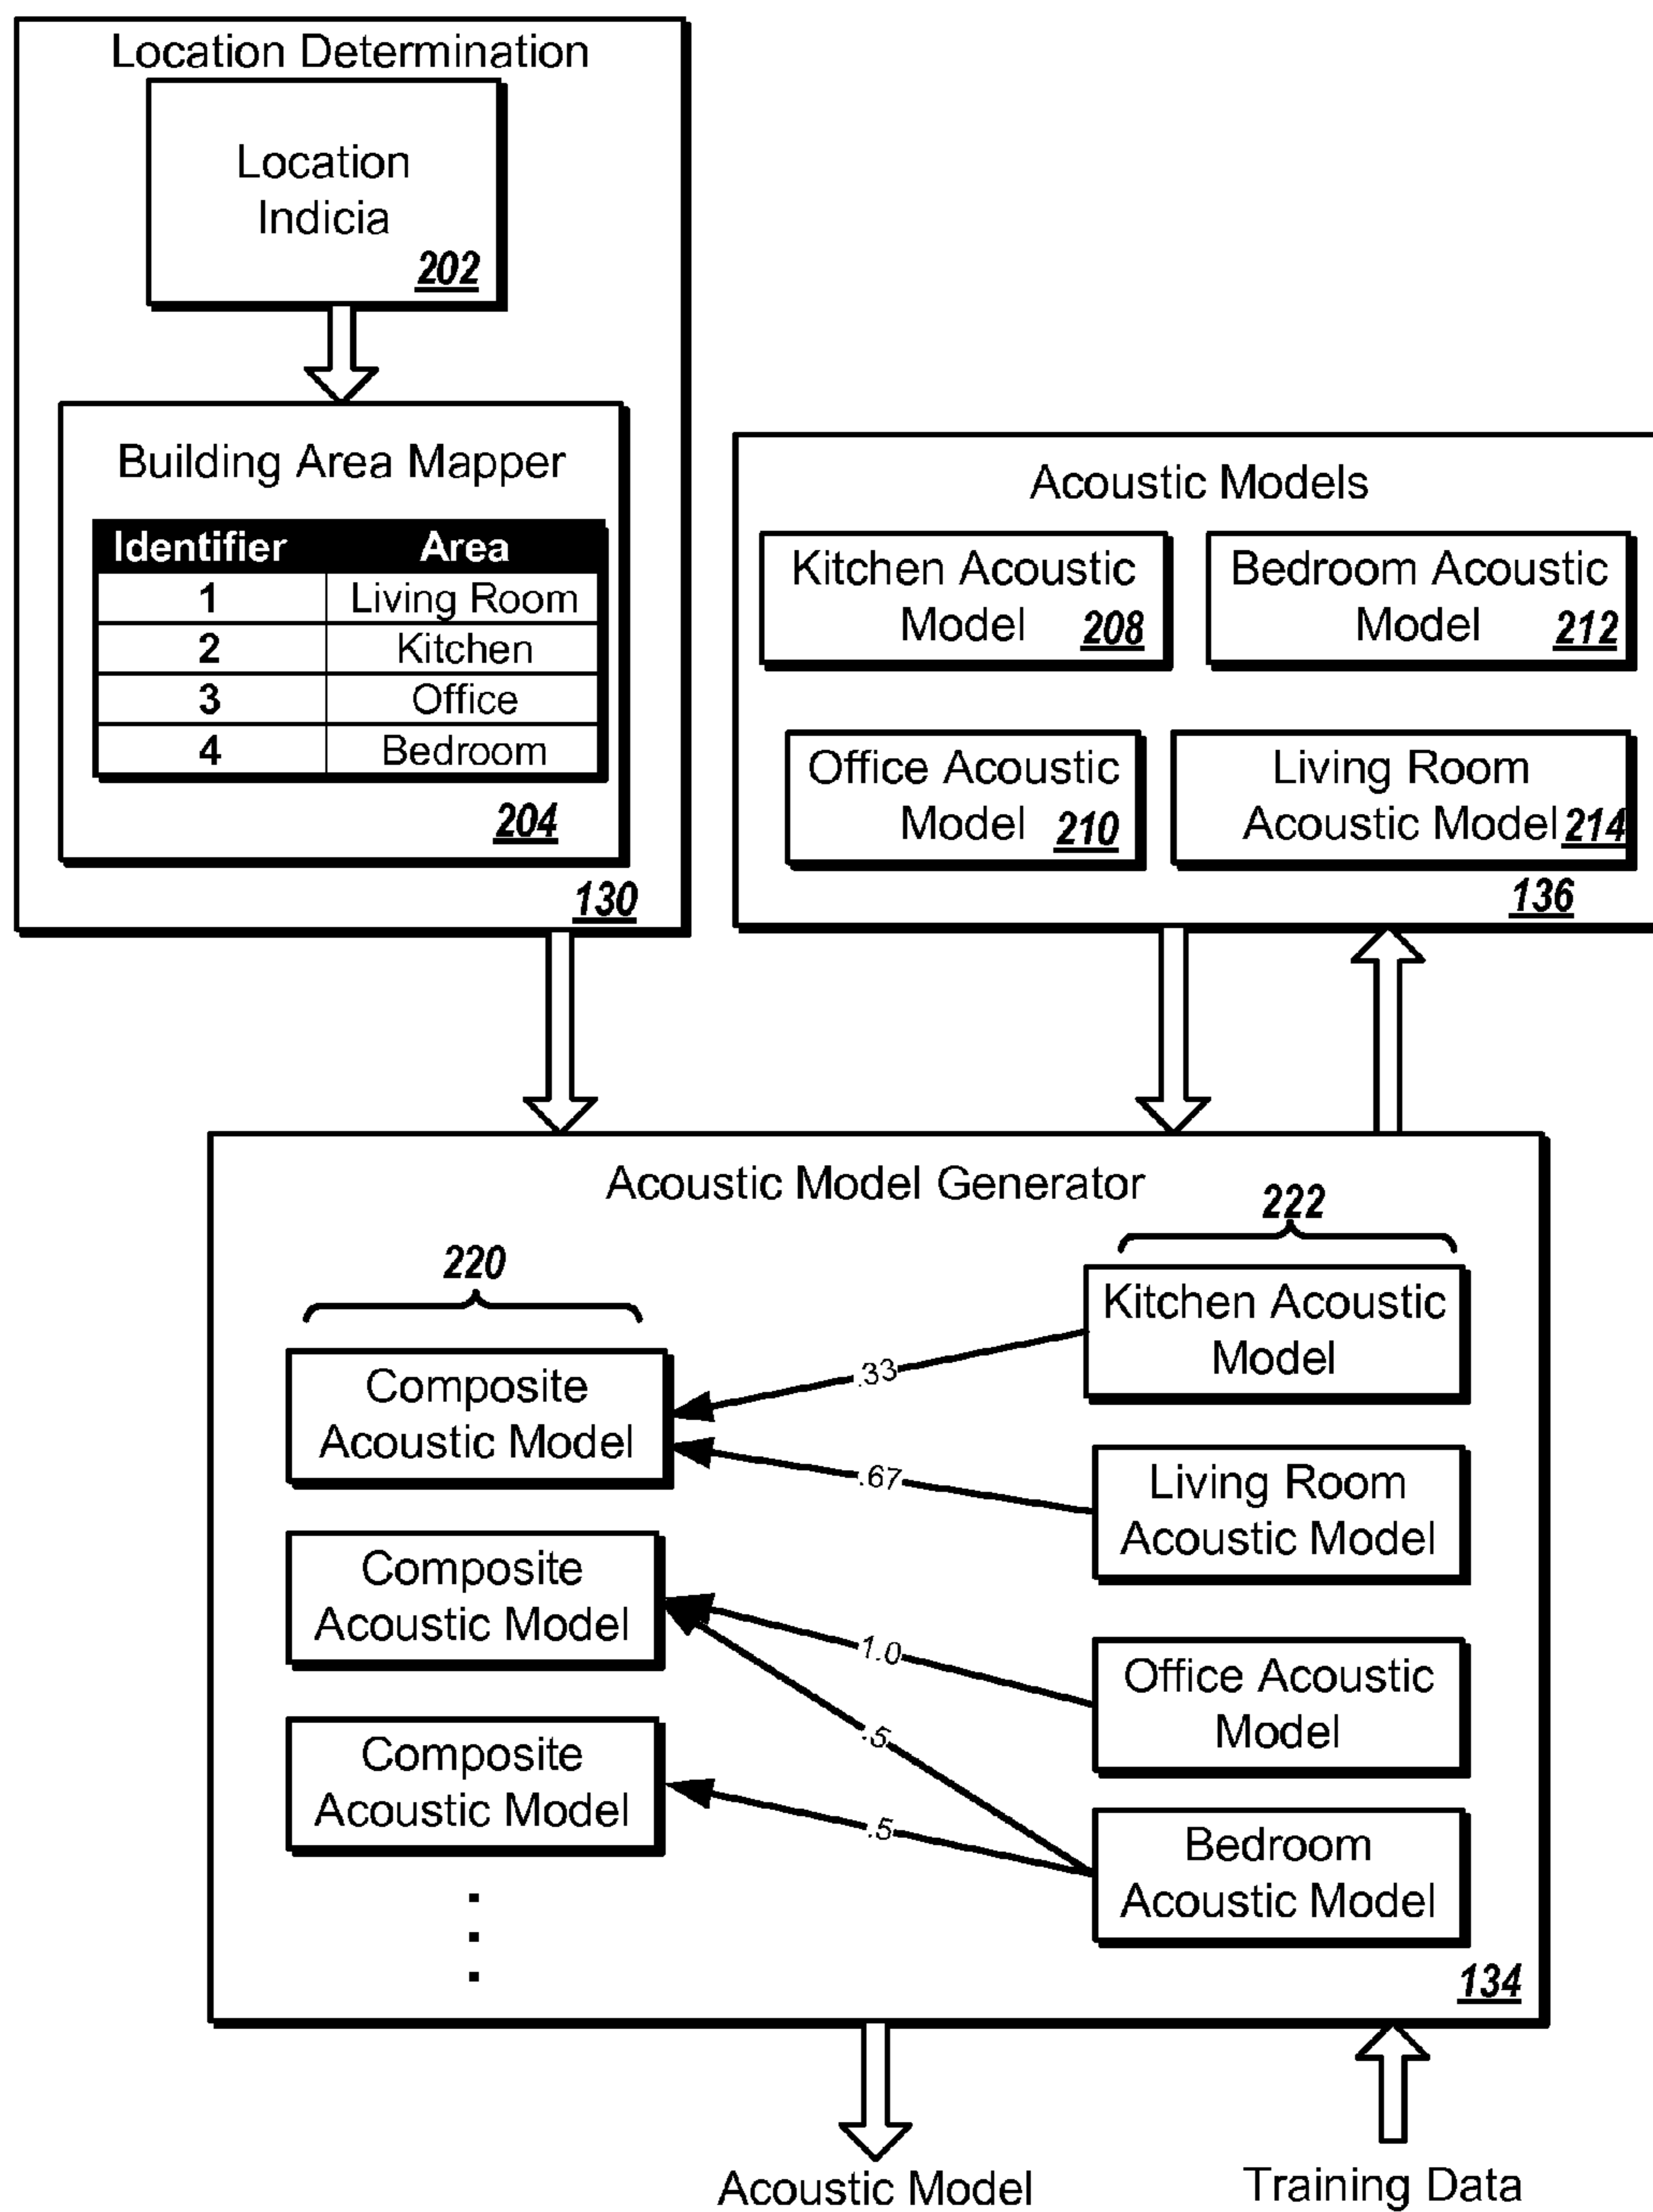 Location Determination
Location
Indicia
202
Building Area Mapper
Identifier Area
1 Living Room
2 Kitchen
3 Office
4 Bedroom
204
130
Acoustic Models
Kitchen Acoustic
Model 208
Bedroom Acoustic
Model 212
Office Acoustic
Model 210
Living Room
Acoustic Model 214
136
Acoustic Model Generator
220
222
Composite
Acoustic Model
Composite
Acoustic Model
Composite
Acoustic Model
.33
.67
1.0
.5
.5
Kitchen Acoustic
Model
Living Room
Acoustic Model
Office Acoustic
Model
Bedroom
Acoustic Model
134
Acoustic Model
Training Data